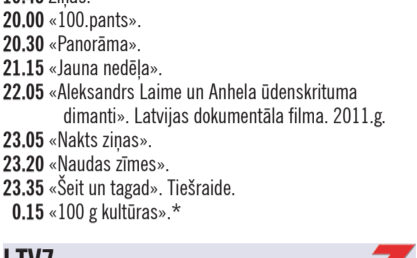 20.00 «100.pants».
20.30 «Panorāma».
21.15 «Jauna nedēļa».
22.05 «Aleksandrs Laime un Anhela ūdenskrituma
dimanti». Latvijas dokumentāla filma. 2011.g.
23.05 «Nakts ziņas».
23.20 «Naudas zīmes».
23.35 «Šeit un tagad». Tiešraide.
0.15 «100 g kultūras».*
LTV7